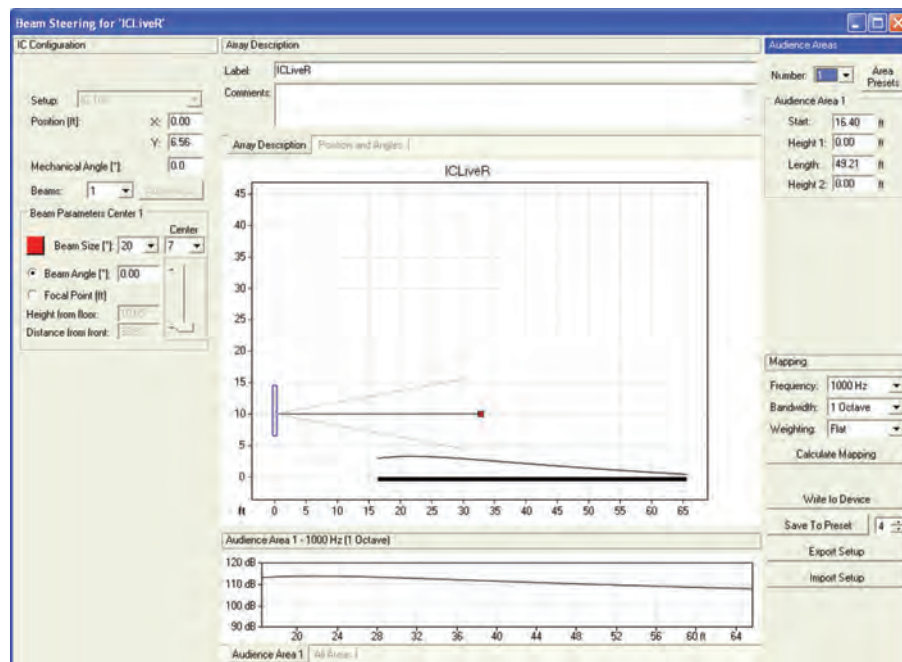 Beam Steering for 'ICLiveR'
IC Configuration
Setup:
Position [ft]: X: 0.00
Y: 6.56
Mechanical Angle [°]: 0.0
Beams: 1
Beam Parameters Center 1
Center
Beam Size [°]: 20 7
Beam Angle [°]: 0.00
Focal Point [ft]
Height from floor:
Distance from front:
Array Description
Label: ICLiveR
Comments:
Array Description Position and Angles
ICLiveR
45
40
35
30
25
20
15
10
5
0
ft 0 5 10 15 20 25 30 35 40 45 50 55 60 65
Audience Area 1 - 1000 Hz (1 Octave)
120 dB
110 dB
100 dB
90 dB
20 24 28 32 36 40 44 48 52 56 60 ft 64
Audience Area 1 All Areas
Audience Areas
Number: 1 Area Presets
Audience Area 1
Start: 16.40 ft
Height 1: 0.00 ft
Length: 49.21 ft
Height 2: 0.00 ft
Mapping
Frequency: 1000 Hz
Bandwidth: 1 Octave
Weighting: Flat
Calculate Mapping
Write to Device
Save To Preset 4
Export Setup
Import Setup